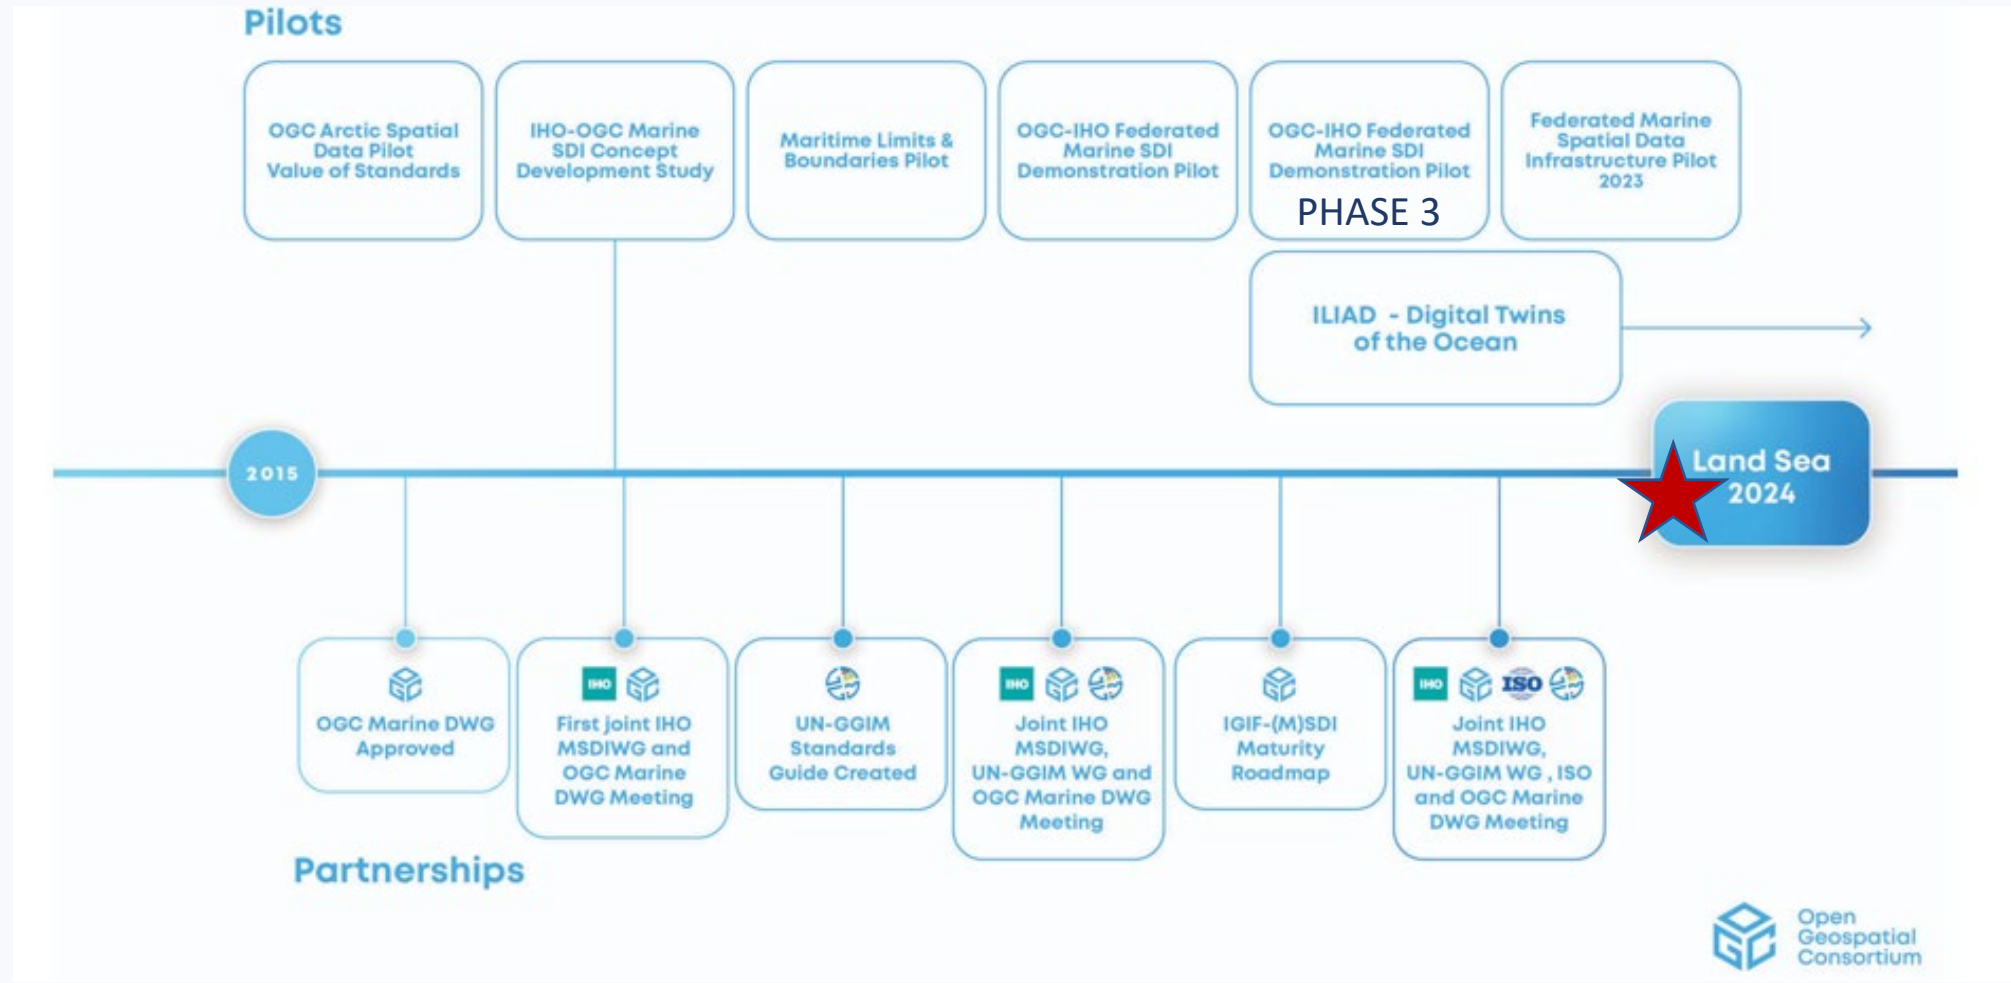 Pilots
OGC Arctic Spatial
Data Pilot
Value of Standards
IHO-OGC Marine
SDI Concept
Development Study
Maritime Limits &
Boundaries Pilot
OGC-IHO Federated
Marine SDI
Demonstration Pilot
OGC-IHO Federated
Marine SDI
Demonstration Pilot
PHASE 3
Federated Marine
Spatial Data
Infrastructure Pilot
2023
ILIAD - Digital Twins
of the Ocean
2015
Land Sea
2024
OGC Marine DWG
Approved
IHO
First joint IHO
MSDIWG and
OGC Marine
DWG Meeting
UN-GGIM
Standards
Guide Created
IHO
Joint IHO
MSDIWG,
UN-GGIM WG and
OGC Marine DWG
Meeting
IGIF-(M)SDI
Maturity
Roadmap
IHO
ISO
Joint IHO
MSDIWG,
UN-GGIM WG , ISO
and OGC Marine
DWG Meeting
Partnerships
Open
Geospatial
Consortium